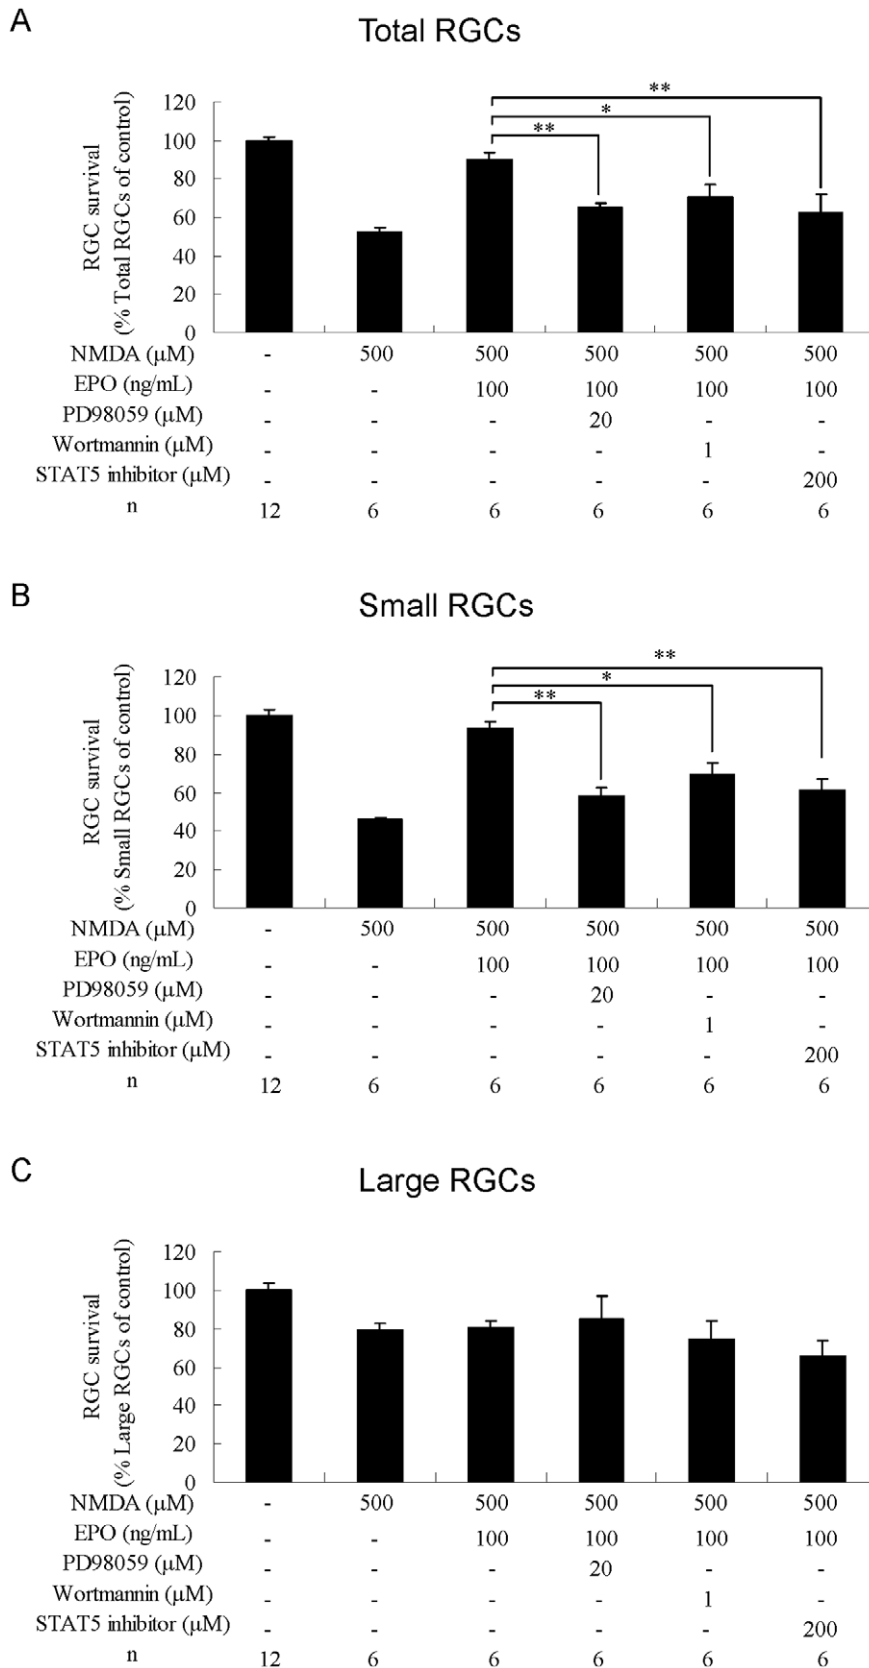 A
Total RGCs
RGC survival
(% Total RGCs of control)
120
100
80
60
40
20
0
**
*
**
NMDA (µM) - 500 500 500 500 500
EPO (ng/mL) - - 100 100 100 100
PD98059 (µM) - - - 20 - -
Wortmannin (µM) - - - - 1 -
STAT5 inhibitor (µM) - - - - - 200
n 12 6 6 6 6 6
B
Small RGCs
RGC survival
(% Small RGCs of control)
120
100
80
60
40
20
0
**
*
**
NMDA (µM) - 500 500 500 500 500
EPO (ng/mL) - - 100 100 100 100
PD98059 (µM) - - - 20 - -
Wortmannin (µM) - - - - 1 -
STAT5 inhibitor (µM) - - - - - 200
n 12 6 6 6 6 6
C
Large RGCs
RGC survival
(% Large RGCs of control)
120
100
80
60
40
20
0
NMDA (µM) - 500 500 500 500 500
EPO (ng/mL) - - 100 100 100 100
PD98059 (µM) - - - 20 - -
Wortmannin (µM) - - - - 1 -
STAT5 inhibitor (µM) - - - - - 200
n 12 6 6 6 6 6